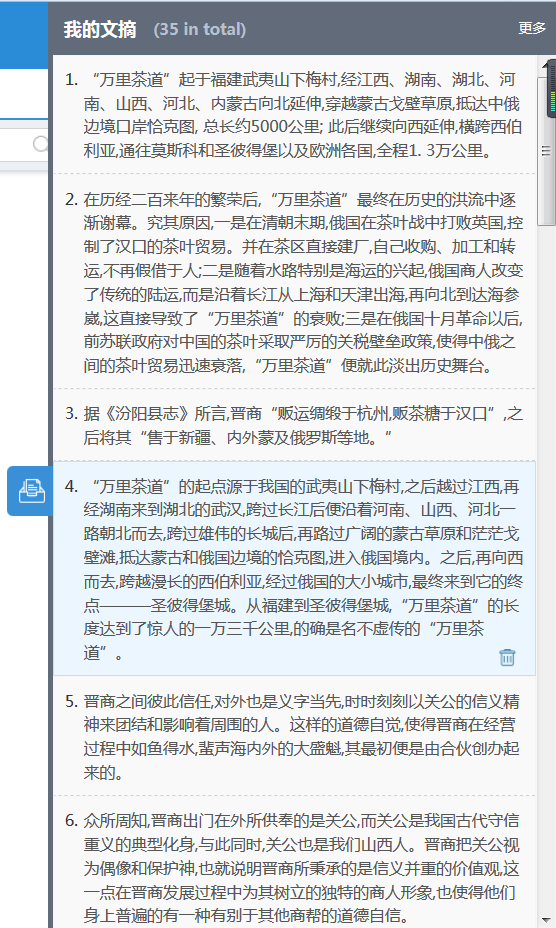 我的文摘 (35 in total) 更多
1. “万里茶道”起于福建武夷山下梅村,经江西、湖南、湖北、河
南、山西、河北、内蒙古向北延伸,穿越蒙古戈壁草原,抵达中俄
边境口岸恰克图, 总长约5000公里; 此后继续向西延伸,横跨西伯
利亚,通往莫斯科和圣彼得堡以及欧洲各国,全程1. 3万公里。
2. 在历经二百来年的繁荣后,“万里茶道”最终在历史的洪流中逐
渐谢幕。究其原因,一是在清朝末期,俄国在茶叶战中打败英国,控
制了汉口的茶叶贸易。并在茶区直接建厂,自己收购、加工和转
运,不再假借于人;二是随着水路特别是海运的兴起,俄国商人改变
了传统的陆运,而是沿着长江从上海和天津出海,再向北到达海参
崴,这直接导致了“万里茶道”的衰败;三是在俄国十月革命以后,
前苏联政府对中国的茶叶采取严厉的关税壁垒政策,使得中俄之
间的茶叶贸易迅速衰落,“万里茶道”便就此淡出历史舞台。
3. 据《汾阳县志》所言,晋商“贩运绸缎于杭州,贩茶糖于汉口”,之
后将其“售于新疆、内外蒙及俄罗斯等地。“
4. “万里茶道”的起点源于我国的武夷山下梅村,之后越过江西,再
经湖南来到湖北的武汉,跨过长江后便沿着河南、山西、河北一
路朝北而去,跨过雄伟的长城后,再路过广阔的蒙古草原和茫茫戈
壁滩,抵达蒙古和俄国边境的恰克图,进入俄国境内。之后,再向西
而去,跨越漫长的西伯利亚,经过俄国的大小城市,最终来到它的终
点———圣彼得堡城。从福建到圣彼得堡城,“万里茶道”的长
度达到了惊人的一万三千公里,的确是名不虚传的“万里茶
道”。
5. 晋商之间彼此信任,对外也是义字当先,时时刻刻以关公的信义精
神来团结和影响着周围的人。这样的道德自觉,使得晋商在经营
过程中如鱼得水,蜚声海内外的大盛魁,其最初便是由合伙创办起
来的。
6. 众所周知,晋商出门在外所供奉的是关公,而关公是我国古代守信
重义的典型化身,与此同时,关公也是我们山西人。晋商把关公视
为偶像和保护神,也就说明晋商所秉承的是信义并重的价值观,这
一点在晋商发展过程中为其树立的独特的商人形象,也使得他们
身上普遍的有一种有别于其他商帮的道德自信。